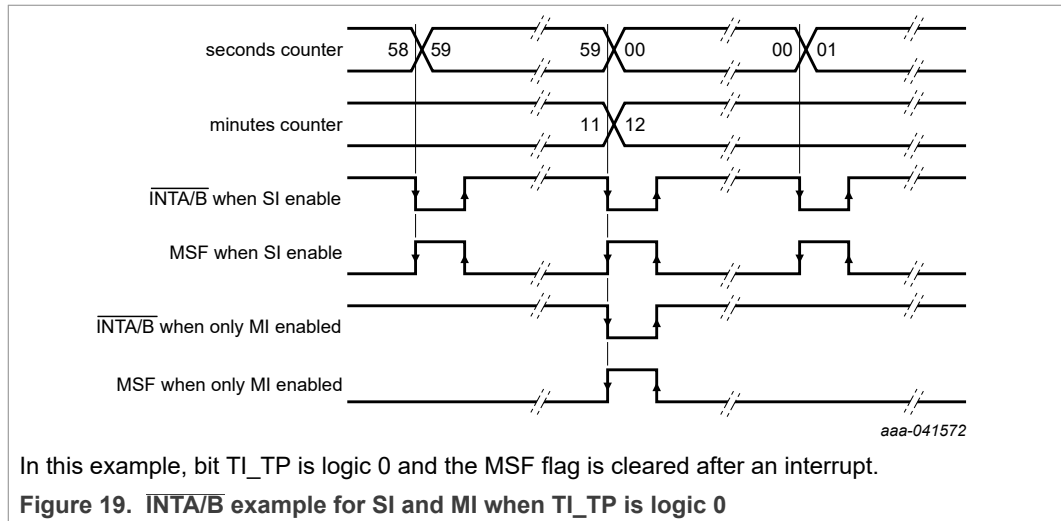 seconds counter 58 59 59 00 00 01
minutes counter 11 12
INTA/B when SI enable
MSF when SI enable
INTA/B when only MI enabled
MSF when only MI enabled
aaa-041572
In this example, bit TI_TP is logic 0 and the MSF flag is cleared after an interrupt.
Figure 19. INTA/B example for SI and MI when TI_TP is logic 0